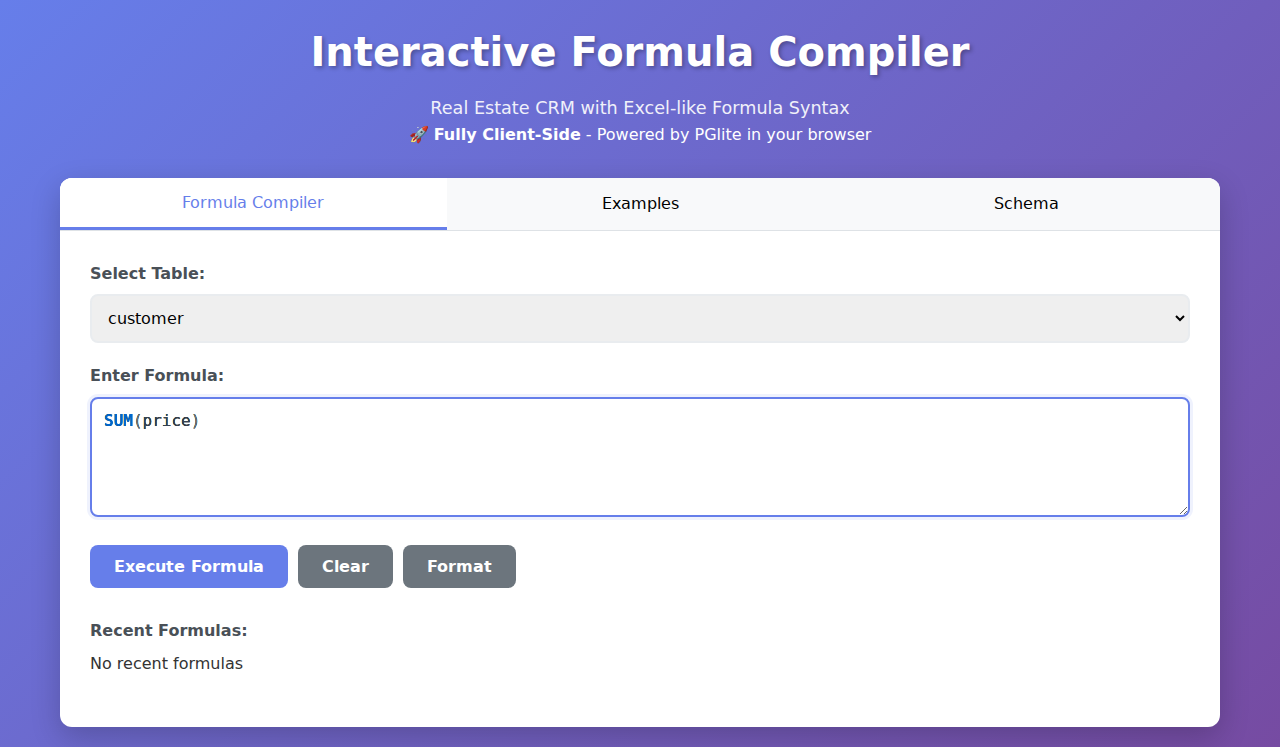 Interactive Formula Compiler
Real Estate CRM with Excel-like Formula Syntax
🚀 Fully Client-Side - Powered by PGlite in your browser
Formula Compiler
Examples
Schema
Select Table:
customer
Enter Formula:
SUM(price)
Execute Formula
Clear
Format
Recent Formulas:
No recent formulas